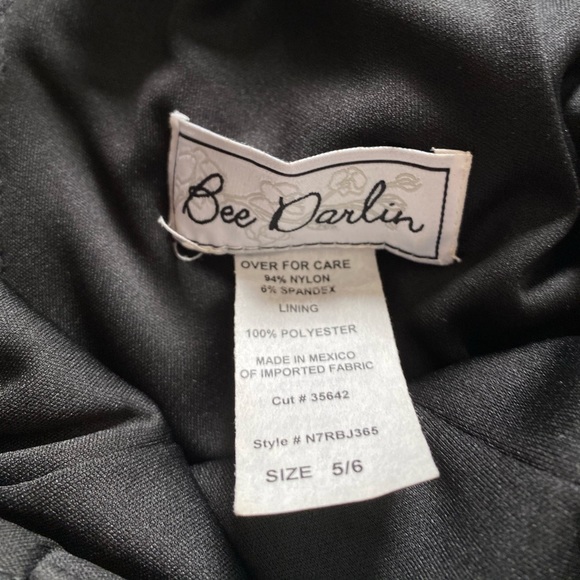 Bee Darlin
OVER FOR CARE
94% NYLON
6% SPANDEX
LINING
100% POLYESTER
MADE IN MEXICO
OF IMPORTED FABRIC
Cut # 35642
Style # N7RBJ365
SIZE 5/6